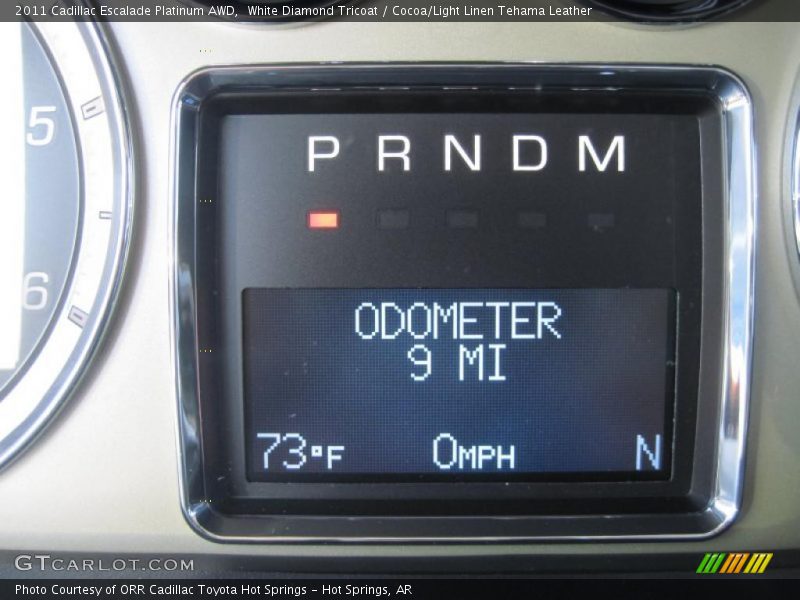 2011 Cadillac Escalade Platinum AWD, White Diamond Tricoat / Cocoa/Light Linen Tehama Leather
5
6
P R N D M
ODOMETER
9 MI
73°F 0MPH N
GTCARLOT.COM
Photo Courtesy of ORR Cadillac Toyota Hot Springs - Hot Springs, AR